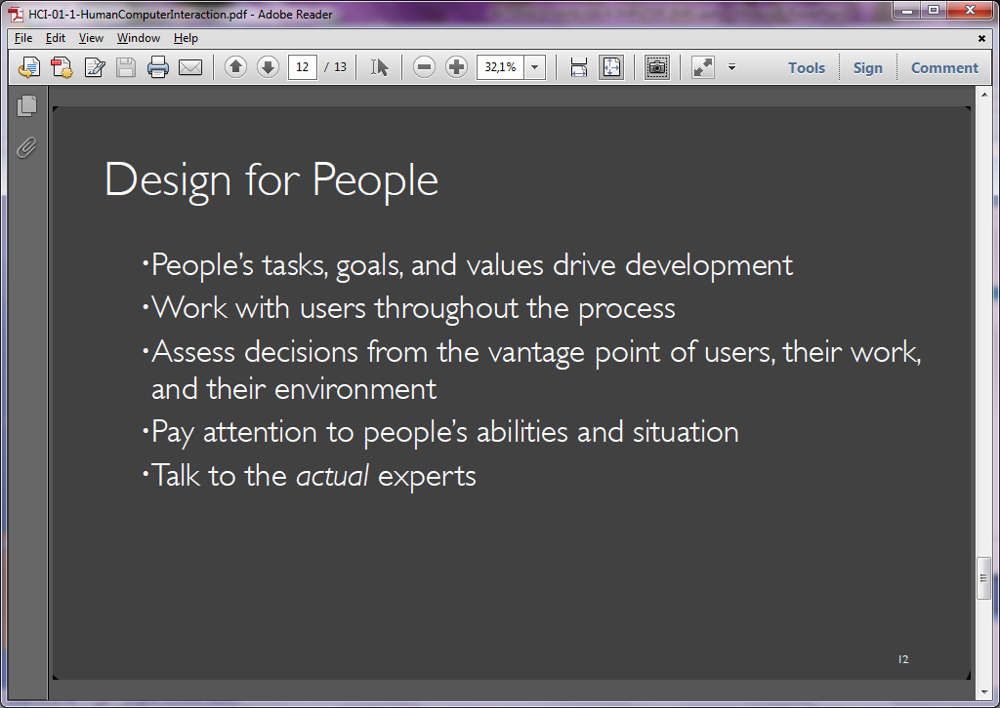 HCI-01-1-HumanComputerInteraction.pdf - Adobe Reader
File Edit View Window Help
12 / 13 32,1% Tools Sign Comment
Design for People
•People’s tasks, goals, and values drive development
•Work with users throughout the process
•Assess decisions from the vantage point of users, their work,
and their environment
•Pay attention to people’s abilities and situation
•Talk to the actual experts
12